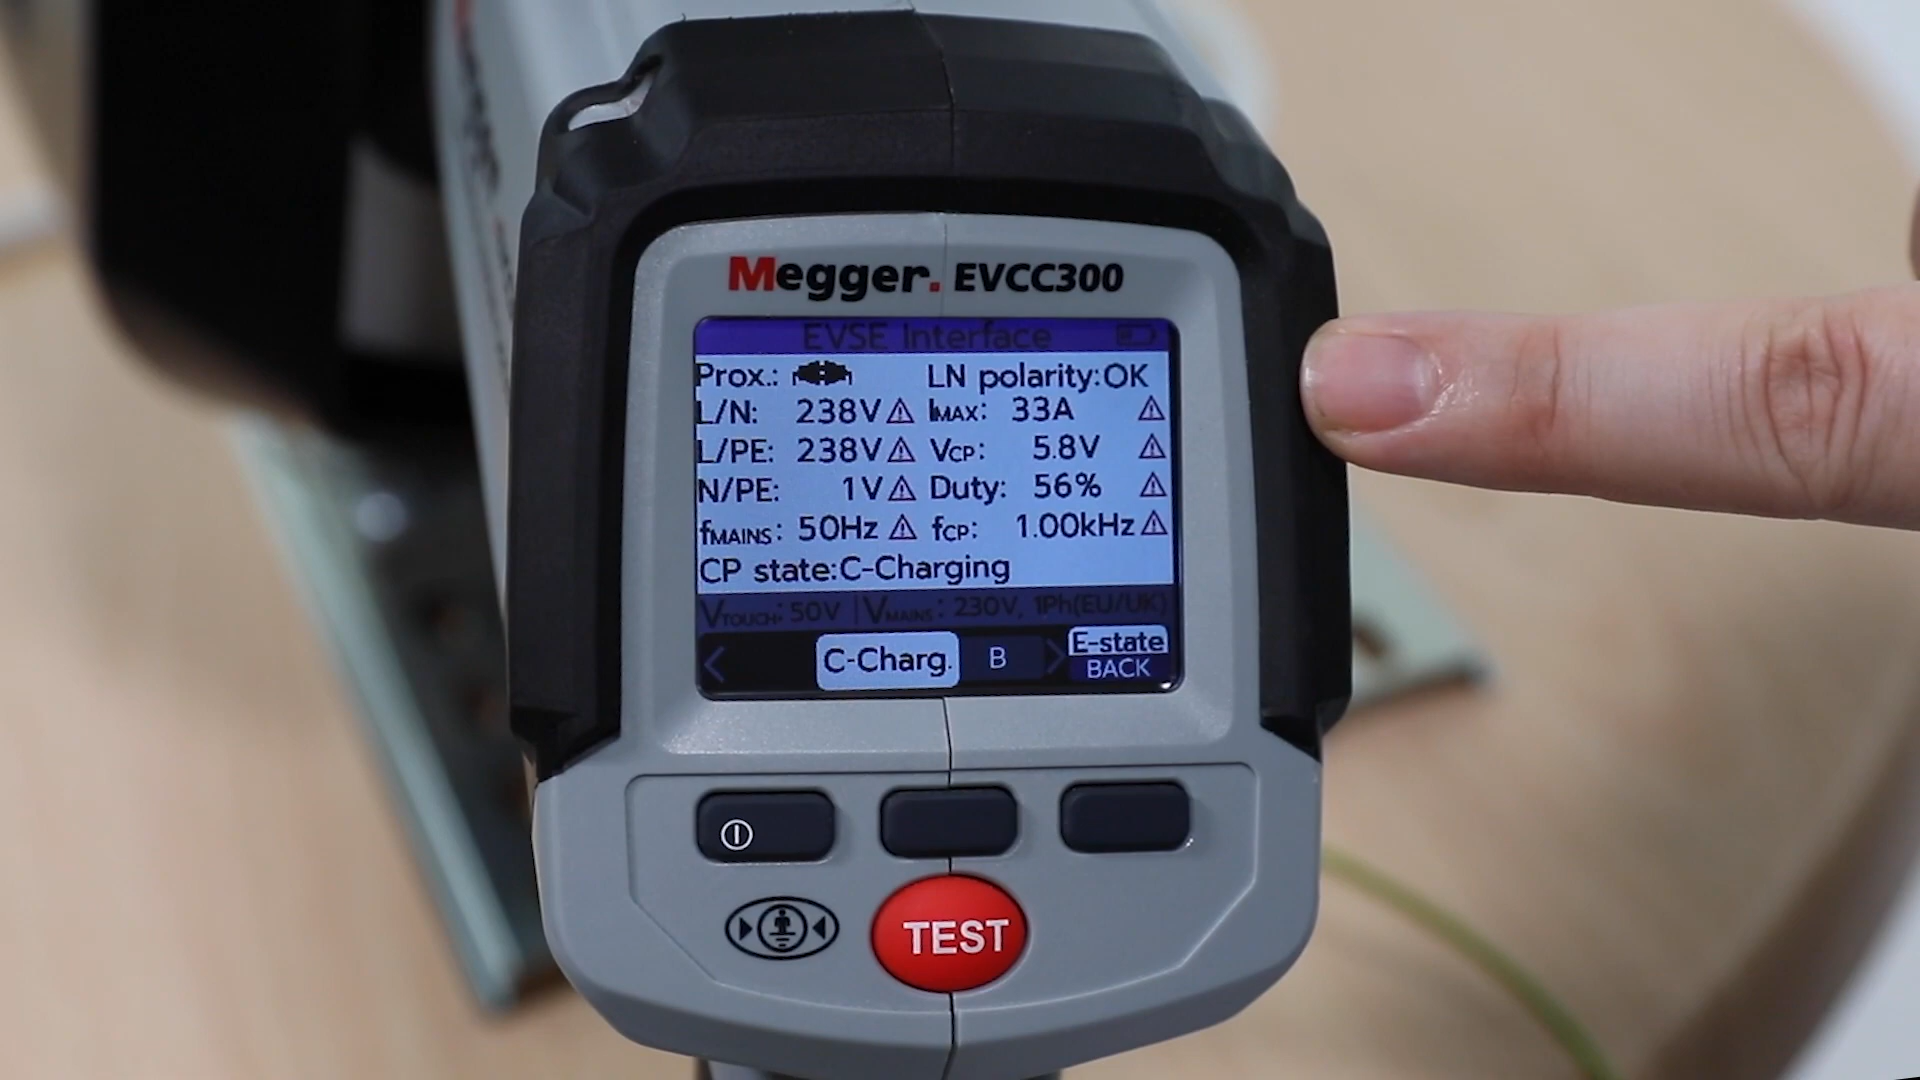 Megger. EVCC300
EVSE Interface
Prox.: LN polarity:OK
L/N: 238V IMAX: 33A
L/PE: 238V VCP: 5.8V
N/PE: 1V Duty: 56%
fMAINS: 50Hz fCP: 1.00kHz
CP state:C-Charging
VTOUCH: 50V | VMAINS: 230V, 1Ph(EU/UK)
C-Charg. B E-state
BACK
TEST